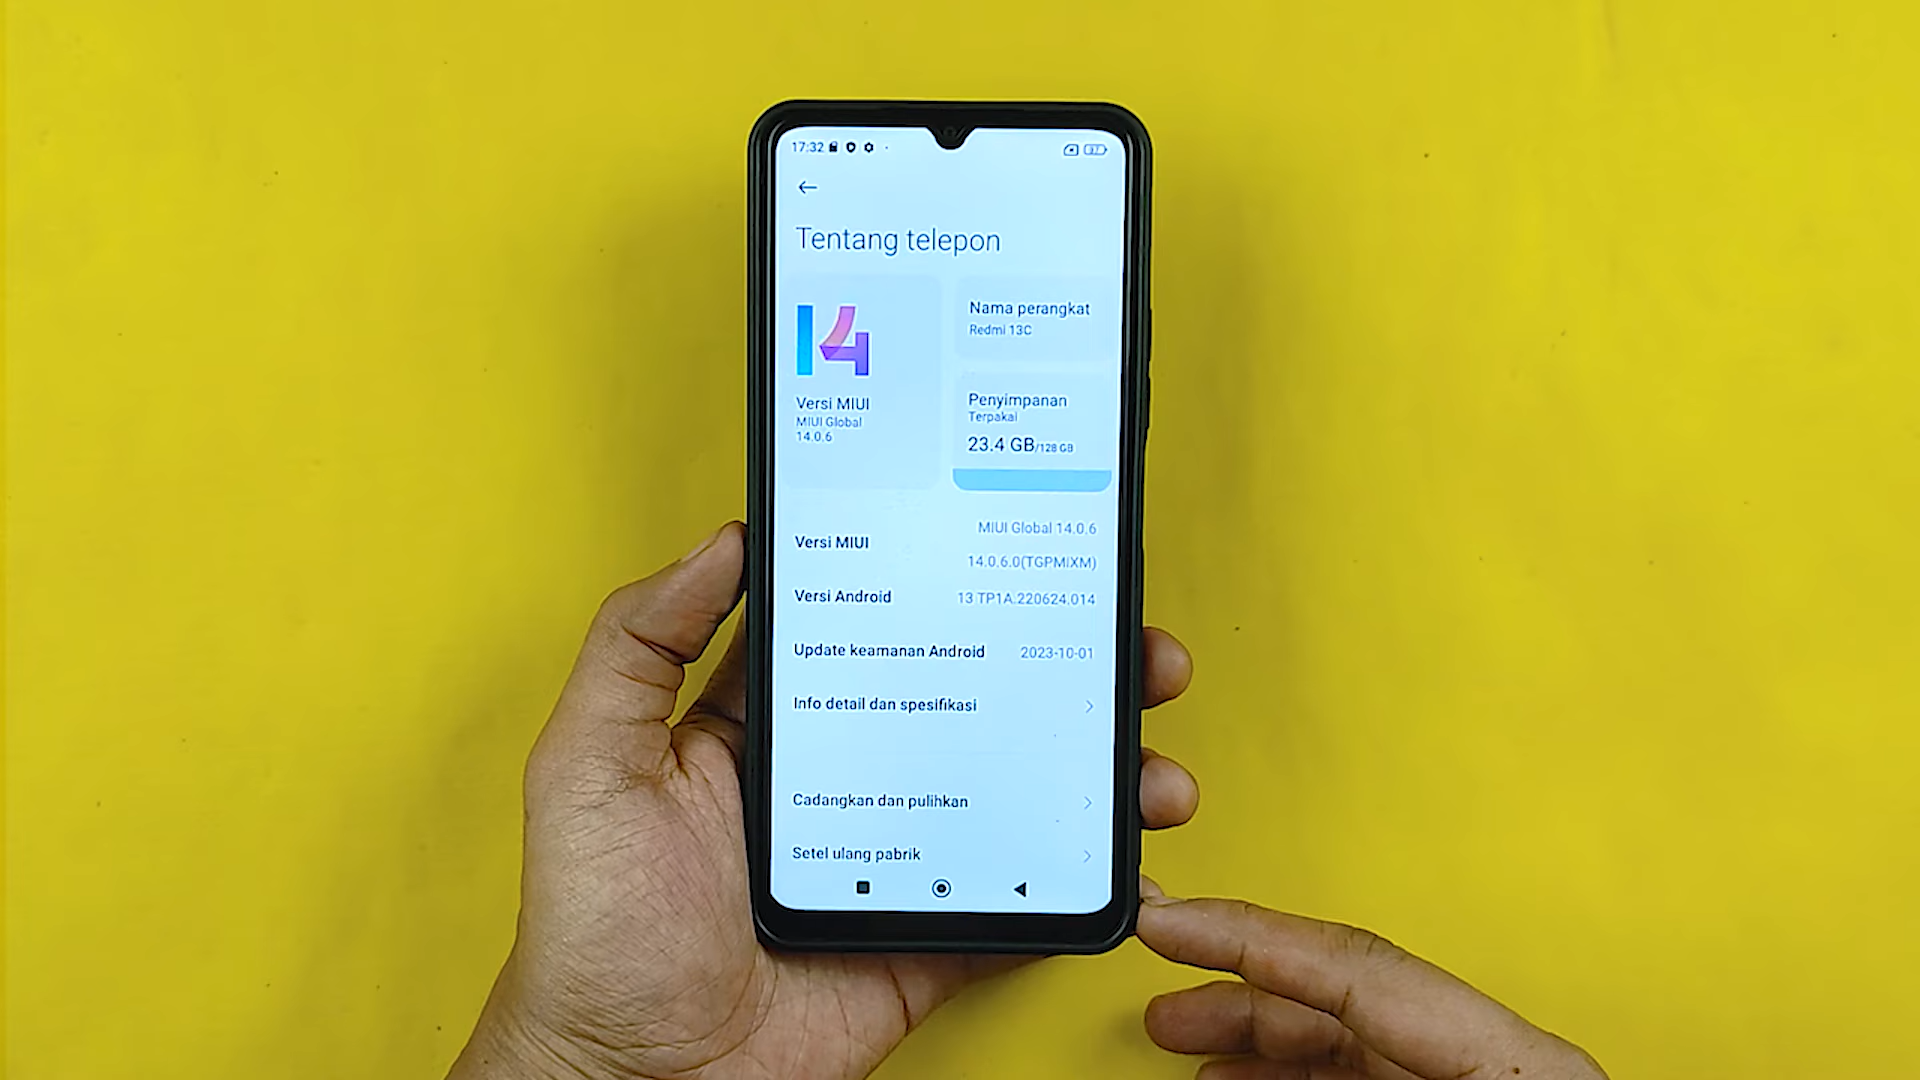 17:32
37
Tentang telepon
14
Versi MIUI
MIUI Global
14.0.6
Nama perangkat
Redmi 13C
Penyimpanan
Terpakai
23.4 GB/128 GB
Versi MIUI
MIUI Global 14.0.6
14.0.6.0(TGPMIXM)
Versi Android
13 TP1A.220624.014
Update keamanan Android
2023-10-01
Info detail dan spesifikasi
Cadangkan dan pulihkan
Setel ulang pabrik